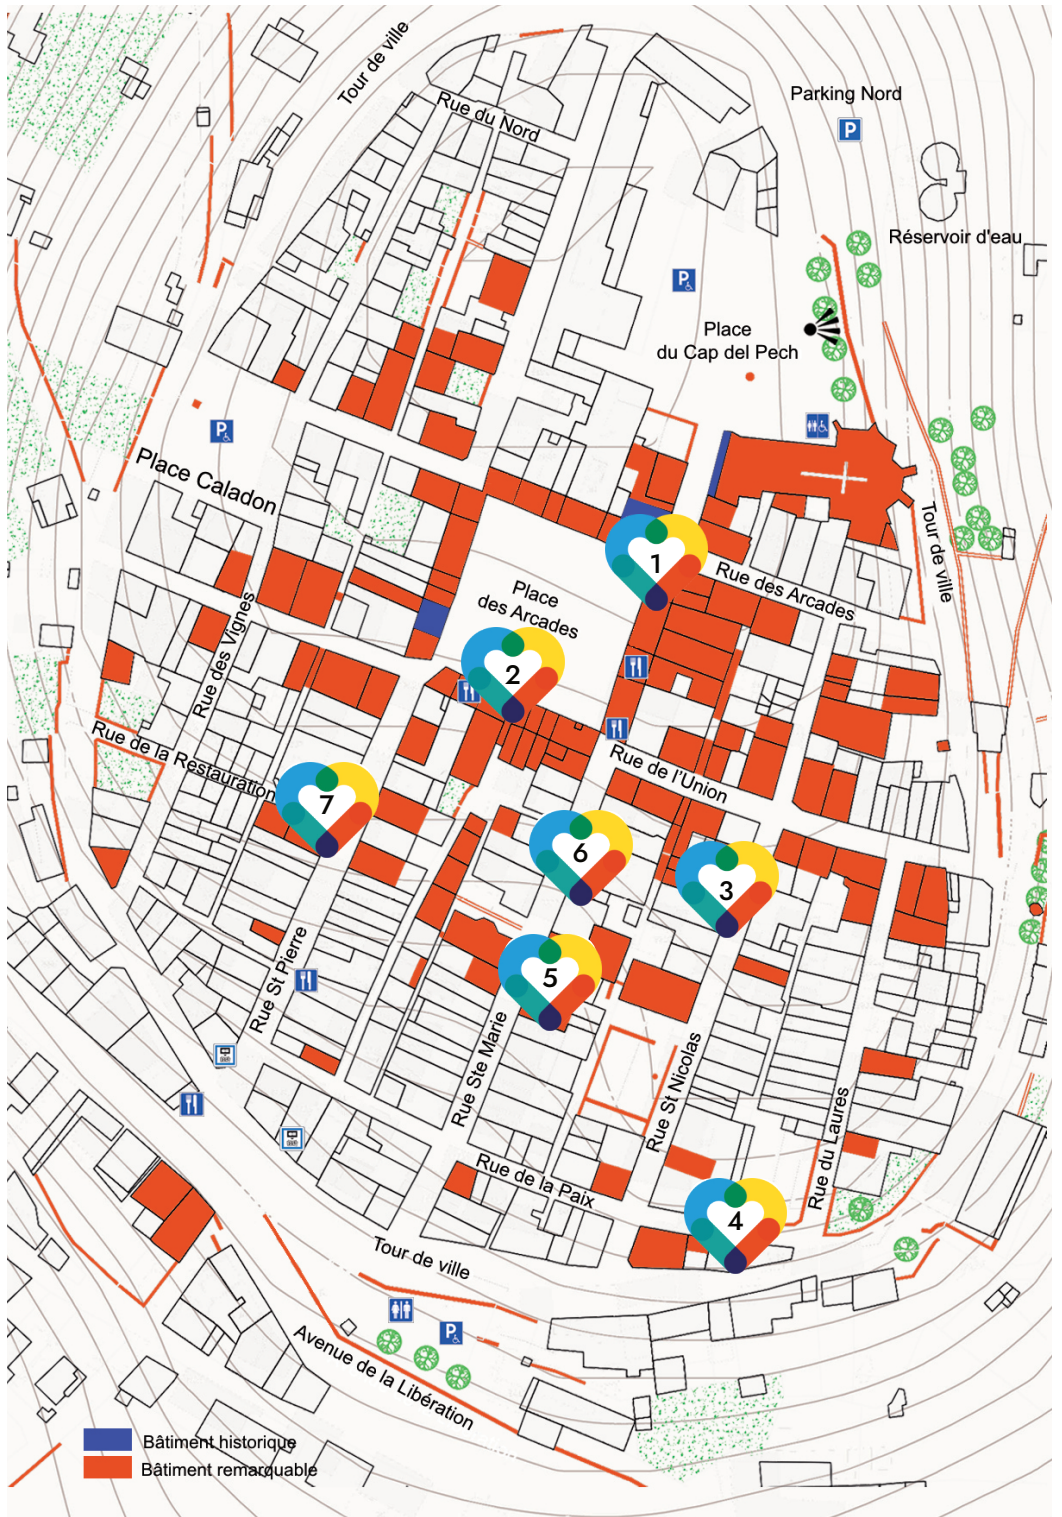 Tour de ville
Rue du Nord
Parking Nord
P
Réservoir d'eau
P
Place
du Cap del Pech
P
Place Caladon
Tour de ville
1
Rue des Arcades
Place
des Arcades
2
Rue des Vignes
Rue de la Restauration
Rue de l'Union
7
6
3
5
Rue St Pierre
Rue Ste Marie
Rue St Nicolas
Rue du Laures
Rue de la Paix
4
Tour de ville
P
Avenue de la Libération
Bâtiment historique
Bâtiment remarquable